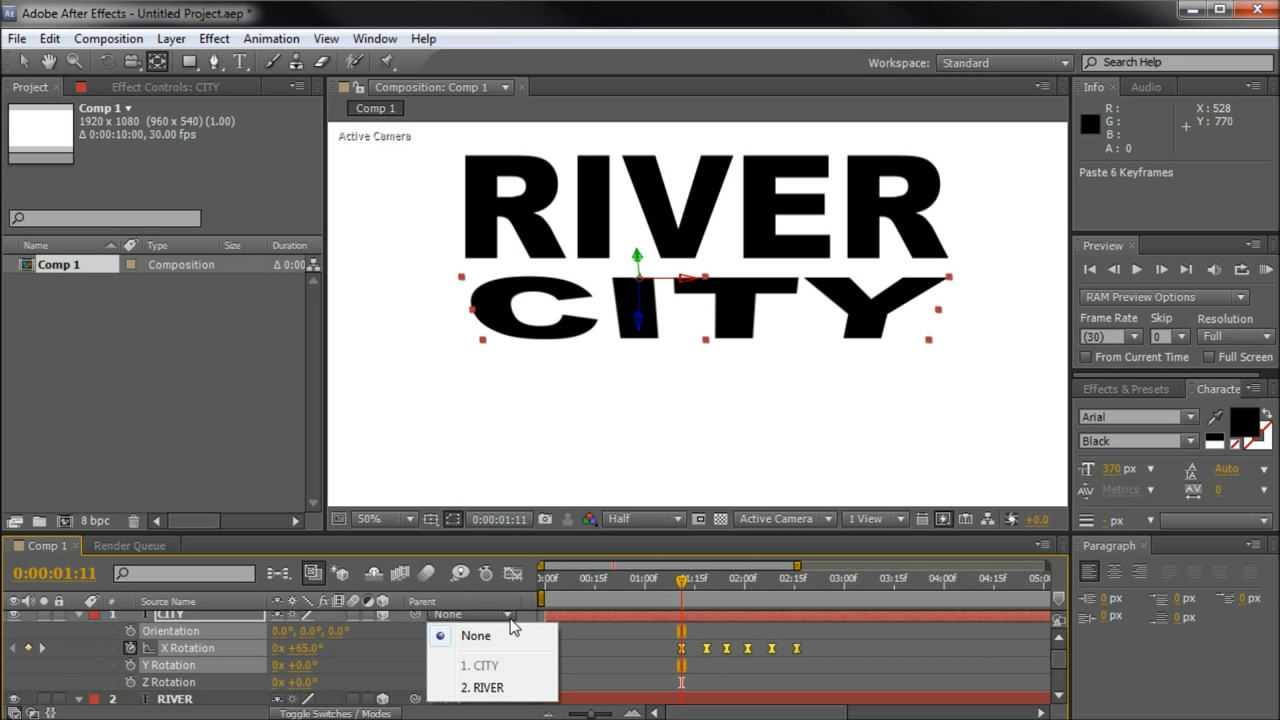 Adobe After Effects - Untitled Project.aep *
File Edit Composition Layer Effect Animation View Window Help
Workspace: Standard Search Help
Project Effect Controls: CITY
Comp 1
1920 x 1080 (960 x 540) (1.00)
Δ 0:00:10:00, 30.00 fps
Name Type Size Duration
Comp 1 Composition Δ 0:00
8 bpc
Composition: Comp 1
Comp 1
Active Camera
RIVER
CITY
50% 0:00:01:11 Half Active Camera 1 View +0.0
Info Audio
R: X: 528
G: Y: 770
B:
A: 0
Paste 6 Keyframes
Preview
RAM Preview Options
Frame Rate Skip Resolution
(30) 0 Full
From Current Time Full Screen
Effects & Presets Characte
Arial
Black
370 px Auto
Metrics 0
- px
Paragraph
0 px 0 px 0 px
0 px 0 px
Comp 1 Render Queue
0:00:01:11
:00f 00:15f 01:00f 01:15f 02:00f 02:15f 03:00f 03:15f 04:00f 04:15f 05:0
# Source Name Parent
1 T CITY None
Orientation 0.0°, 0.0°, 0.0°
X Rotation 0x +65.0°
Y Rotation 0x +0.0°
Z Rotation 0x +0.0°
2 T RIVER
None
1. CITY
2. RIVER
Toggle Switches / Modes